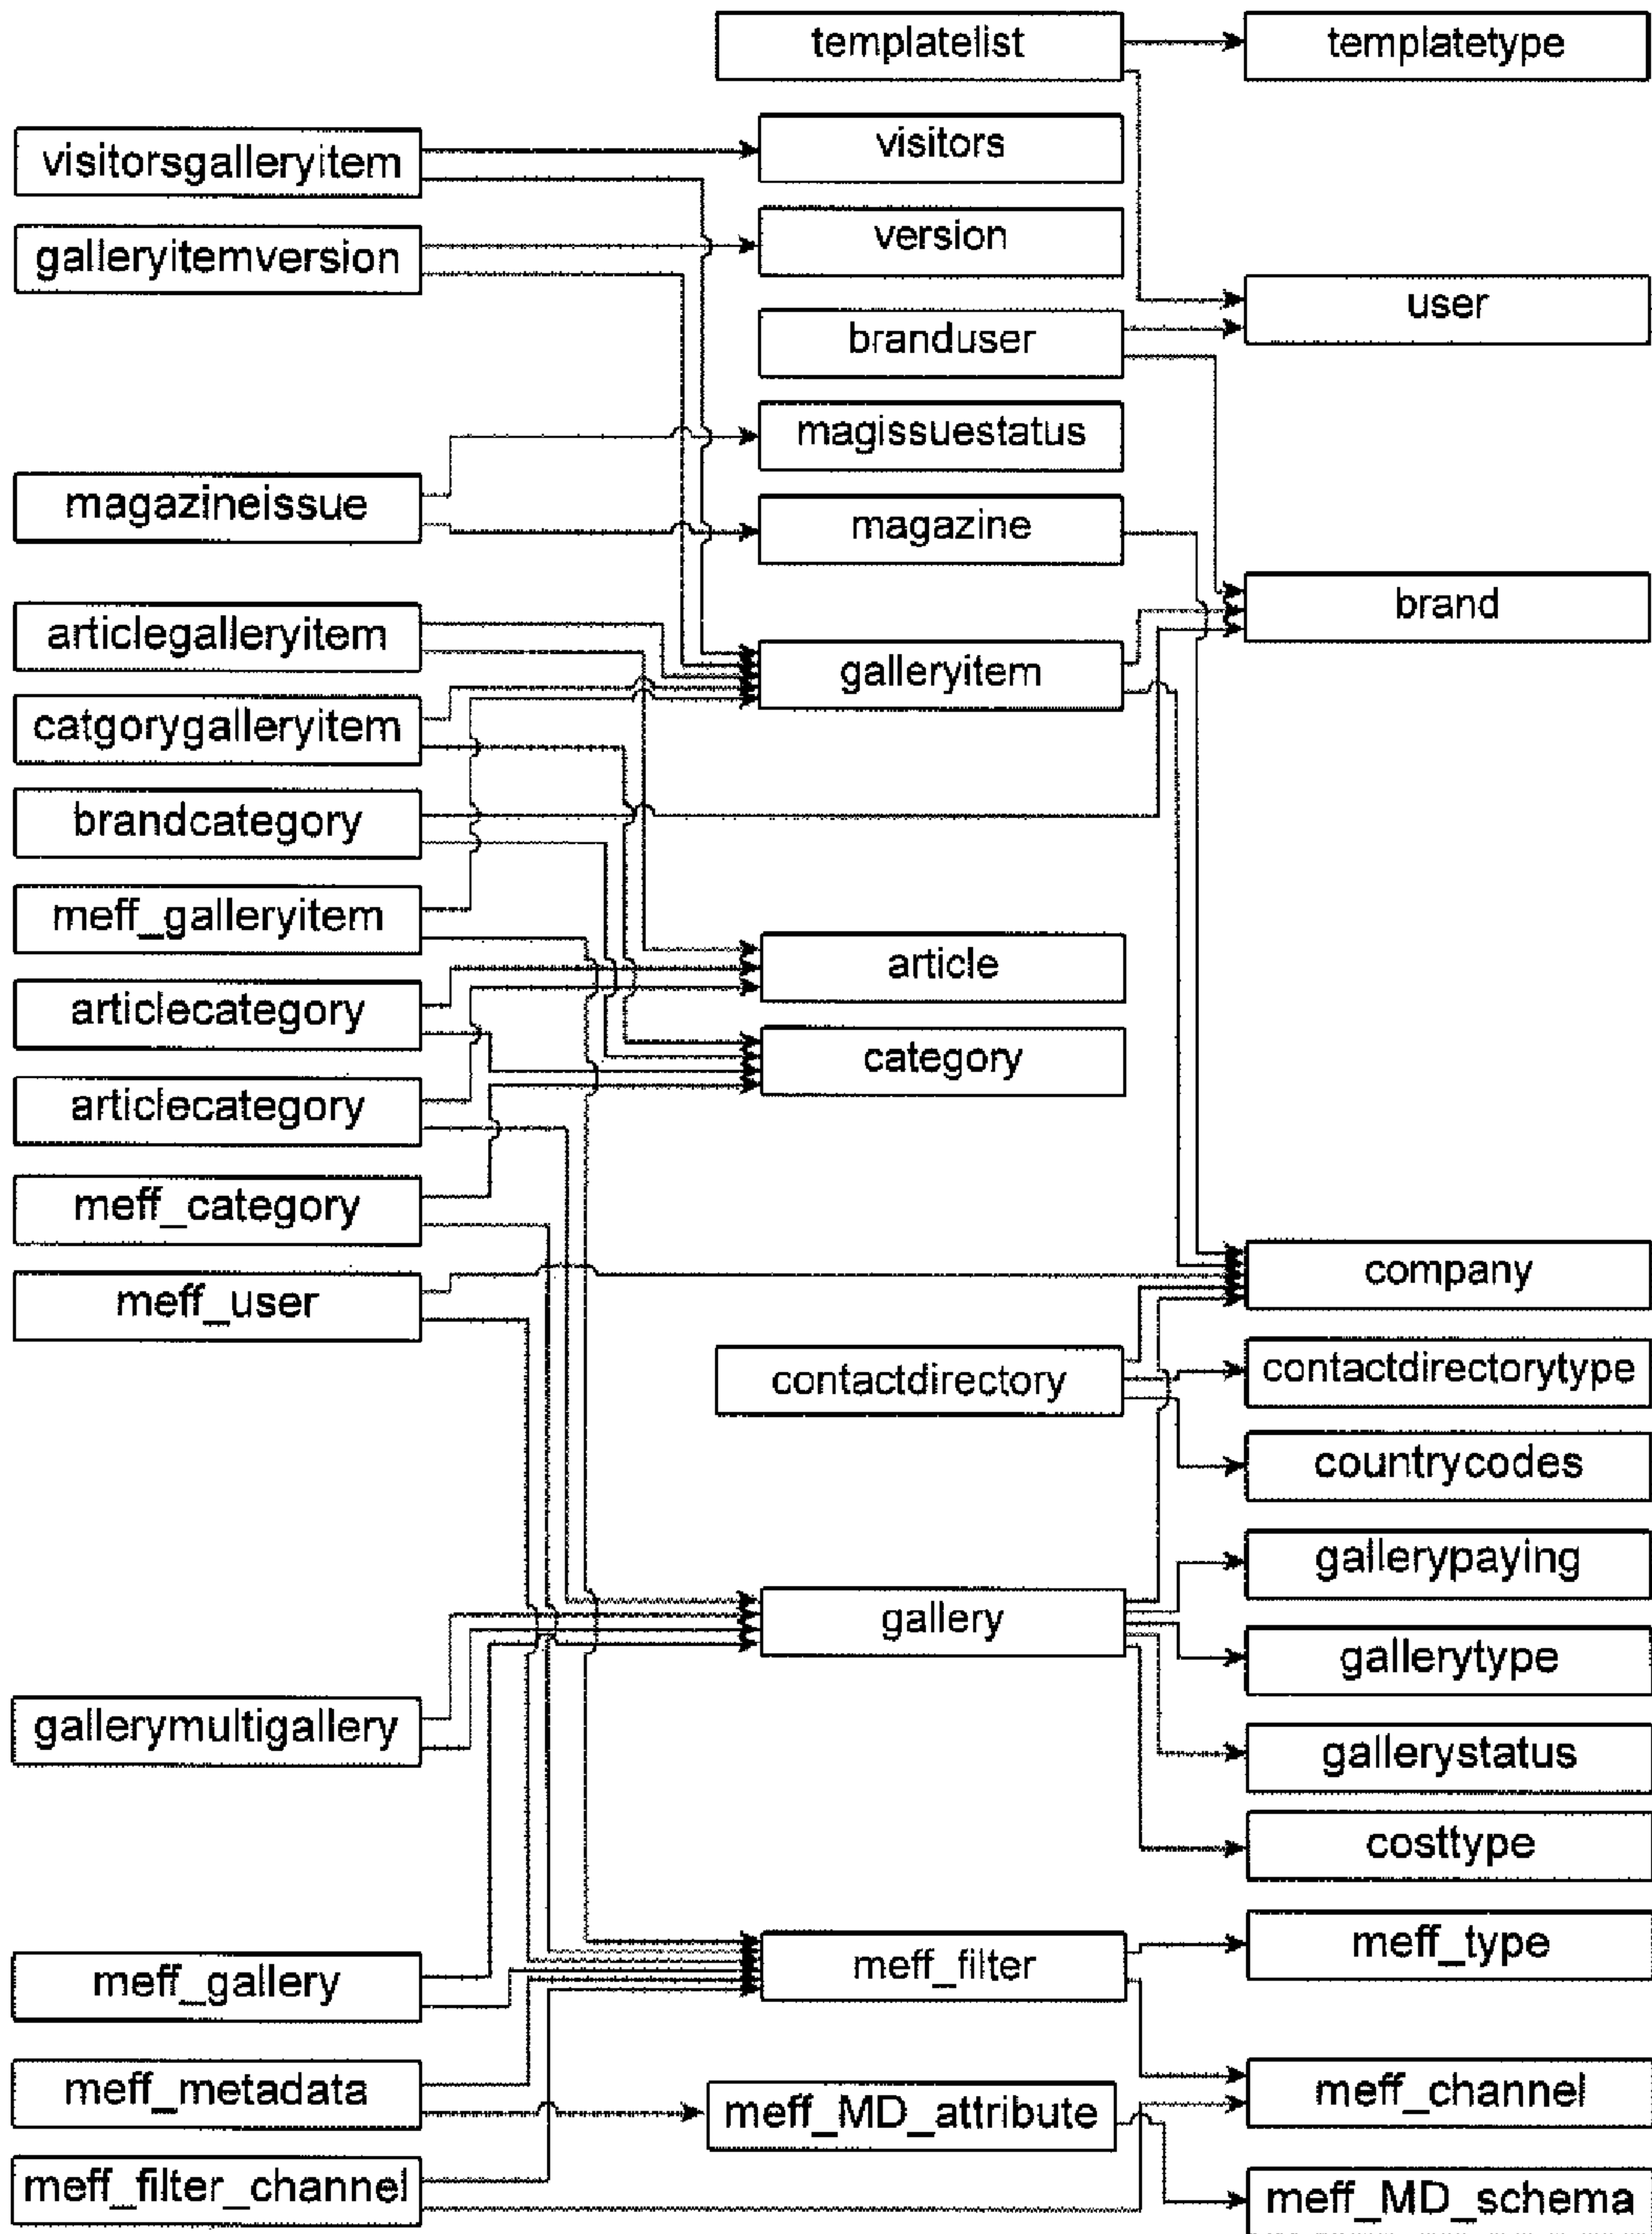 templatelist
templatetype
visitors
visitorsgalleryitem
version
galleryitemversion
user
branduser
magissuestatus
magazineissue
magazine
brand
articlegalleryitem
galleryitem
catgorygalleryitem
brandcategory
meff_galleryitem
article
articlecategory
category
articlecategory
meff_category
company
meff_user
contactdirectorytype
contactdirectory
countrycodes
gallerypaying
gallery
gallerytype
gallerymultigallery
gallerystatus
costtype
meff_type
meff_filter
meff_gallery
meff_metadata
meff_channel
meff_MD_attribute
meff_filter_channel
meff_MD_schema